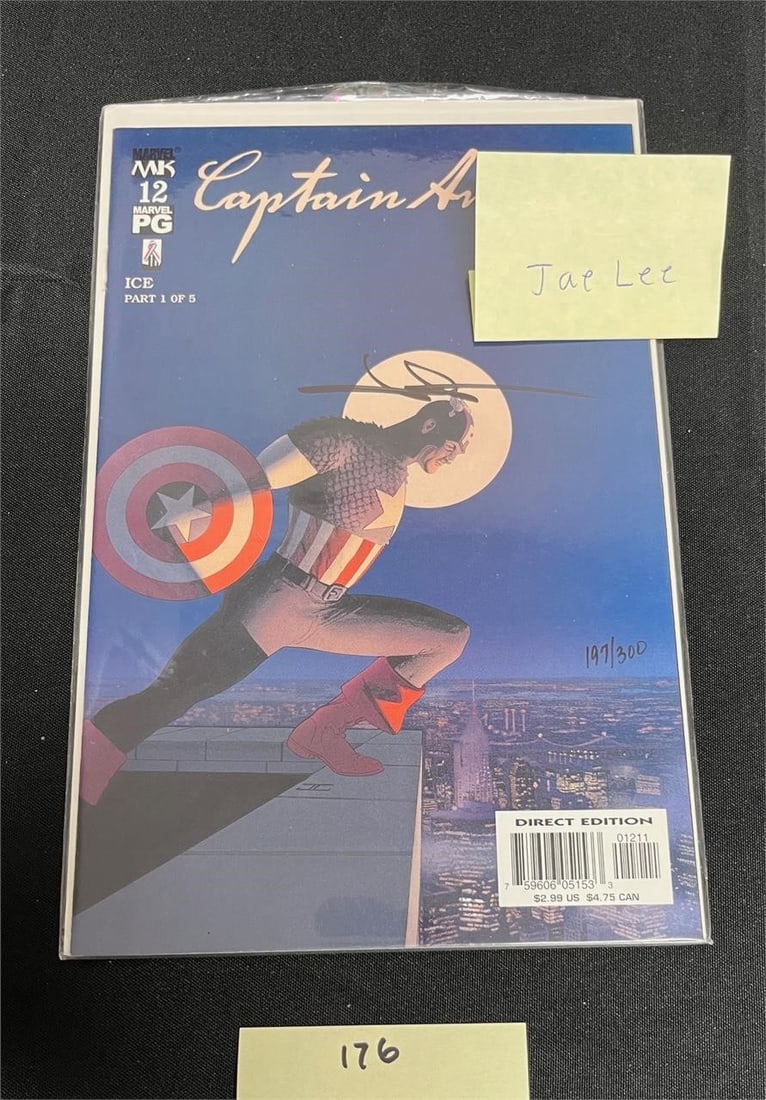 MARVEL
MK
12
MARVEL
PG
Captain
ICE
PART 1 OF 5
Jae Lee
197/300
DIRECT EDITION
01211
7 59606 05153 3
$2.99 US $4.75 CAN
176